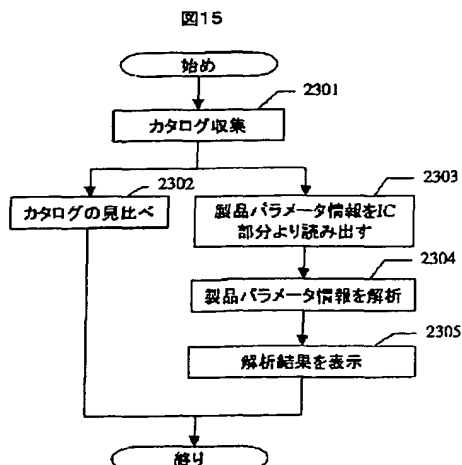 図15
始め
2301
カタログ収集
2302
カタログの見比べ
2303
製品パラメータ情報をIC
部分より読み出す
2304
製品パラメータ情報を解析
2305
解析結果を表示
終り